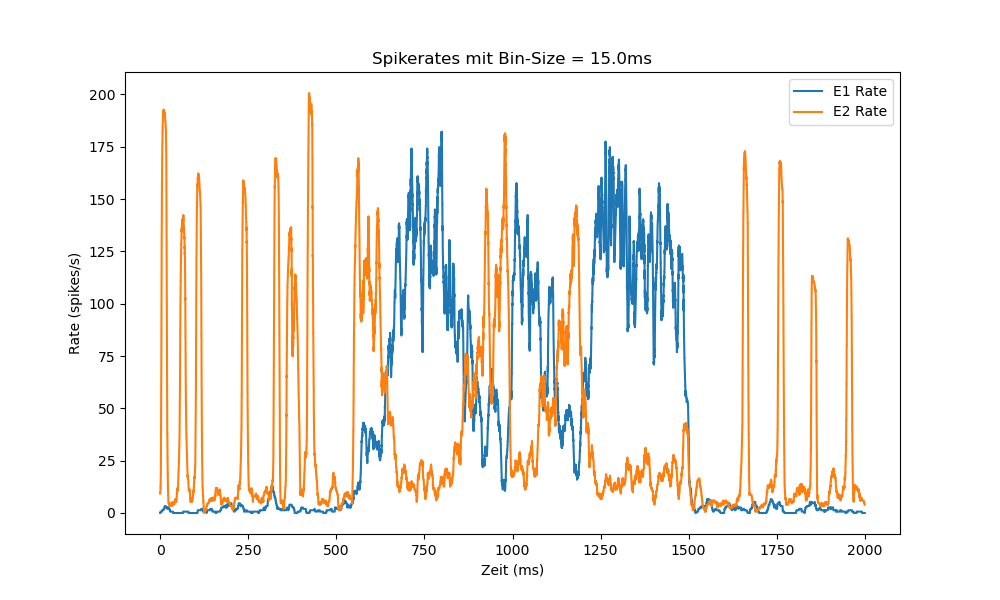 Spikerates mit Bin-Size = 15.0ms
E1 Rate
E2 Rate
Rate (spikes/s)
200
175
150
125
100
75
50
25
0
0 250 500 750 1000 1250 1500 1750 2000
Zeit (ms)